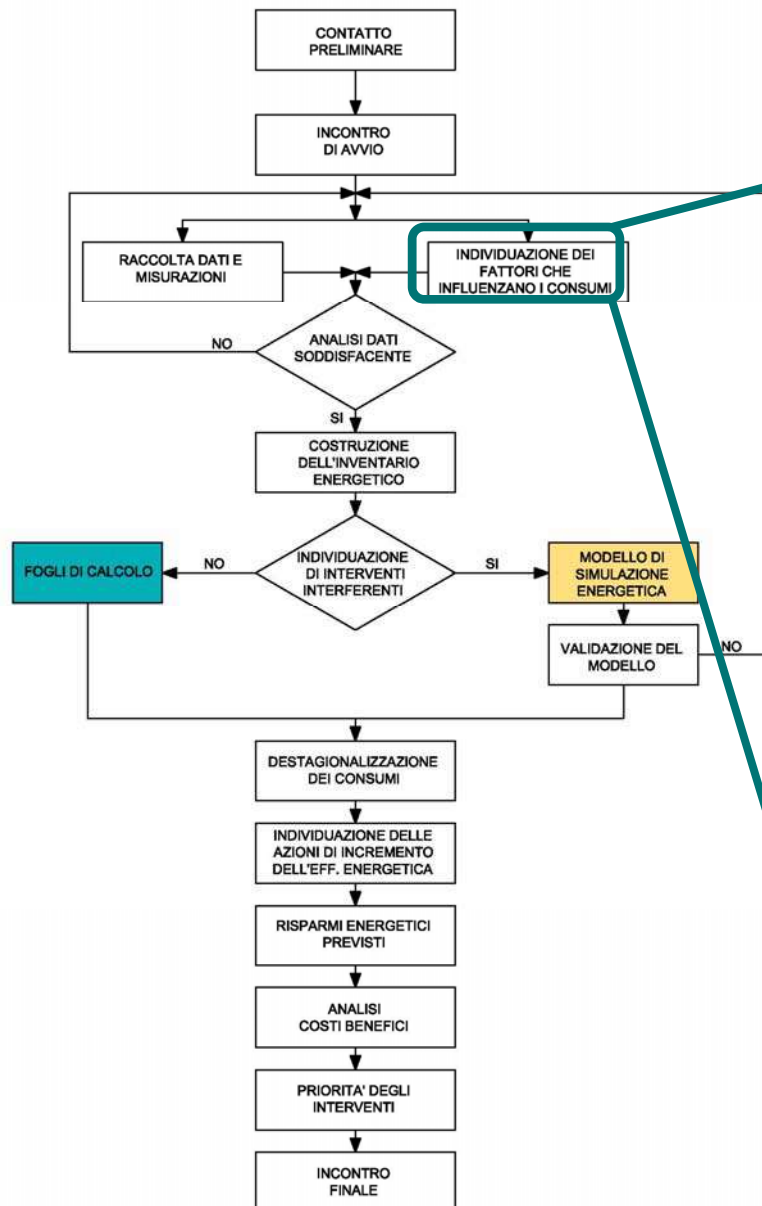 CONTATTO
PRELIMINARE
INCONTRO
DI AVVIO
RACCOLTA DATI E
MISURAZIONI
INDIVIDUAZIONE DEI
FATTORI CHE
INFLUENZANO I CONSUMI
NO
ANALISI DATI
SODDISFACENTE
SI
COSTRUZIONE
DELL'INVENTARIO
ENERGETICO
FOGLI DI CALCOLO
NO
INDIVIDUAZIONE
DI INTERVENTI
INTERFERENTI
SI
MODELLO DI
SIMULAZIONE
ENERGETICA
VALIDAZIONE DEL
MODELLO
NO
DESTAGIONALIZZAZIONE
DEI CONSUMI
INDIVIDUAZIONE DELLE
AZIONI DI INCREMENTO
DELL'EFF. ENERGETICA
RISPARMI ENERGETICI
PREVISTI
ANALISI
COSTI BENEFICI
PRIORITA' DEGLI
INTERVENTI
INCONTRO
FINALE